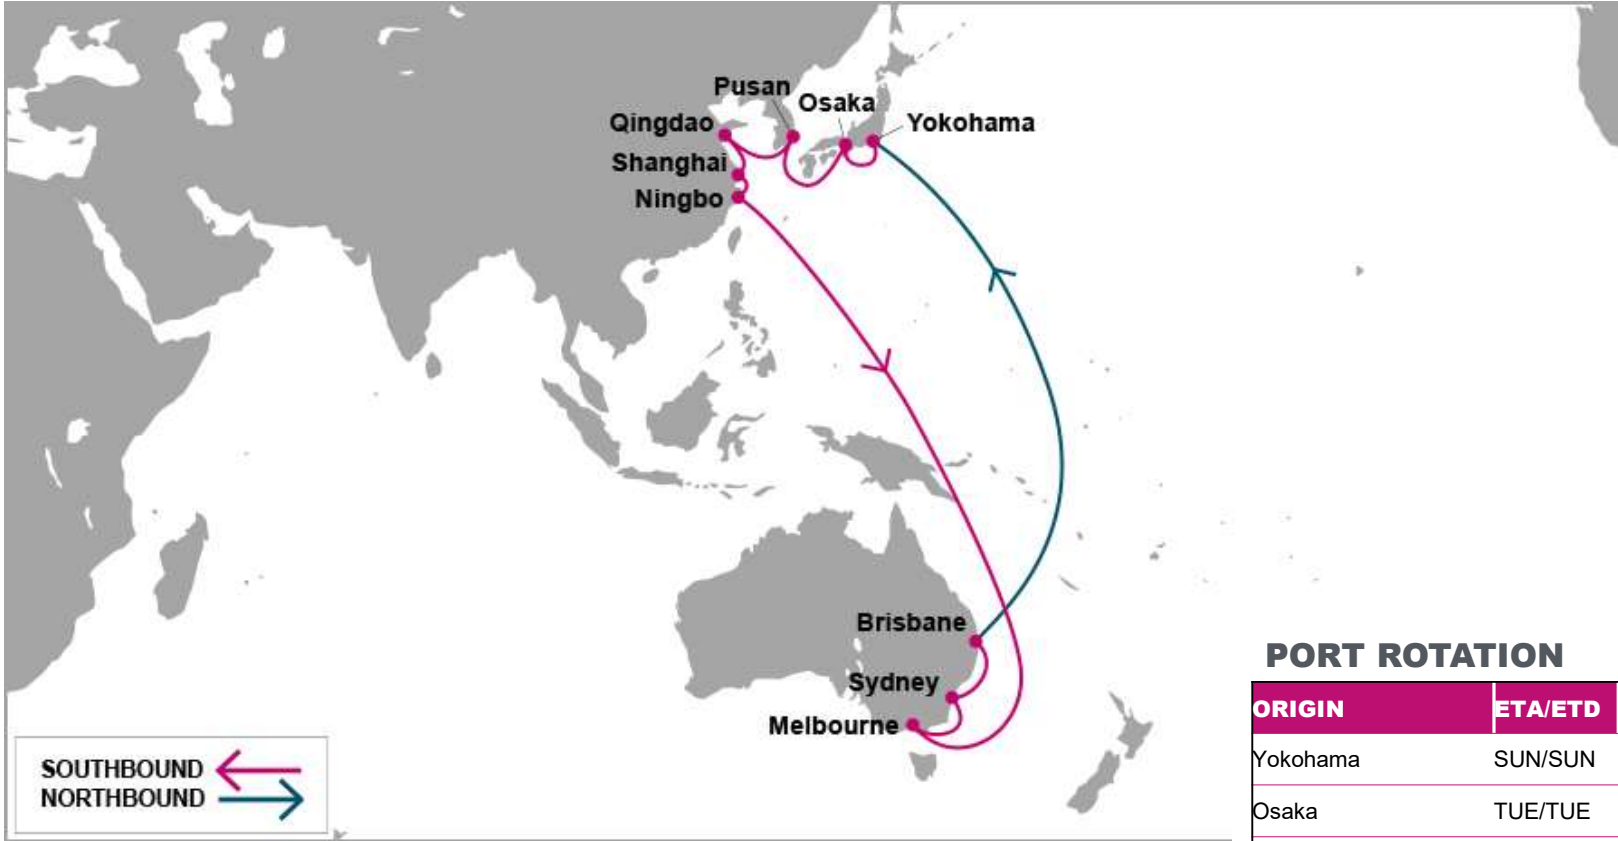 Pusan
Osaka
Qingdao
Yokohama
Shanghai
Ningbo
Brisbane
Sydney
Melbourne
SOUTHBOUND
NORTHBOUND
PORT ROTATION
ORIGIN ETA/ETD
Yokohama SUN/SUN
Osaka TUE/TUE